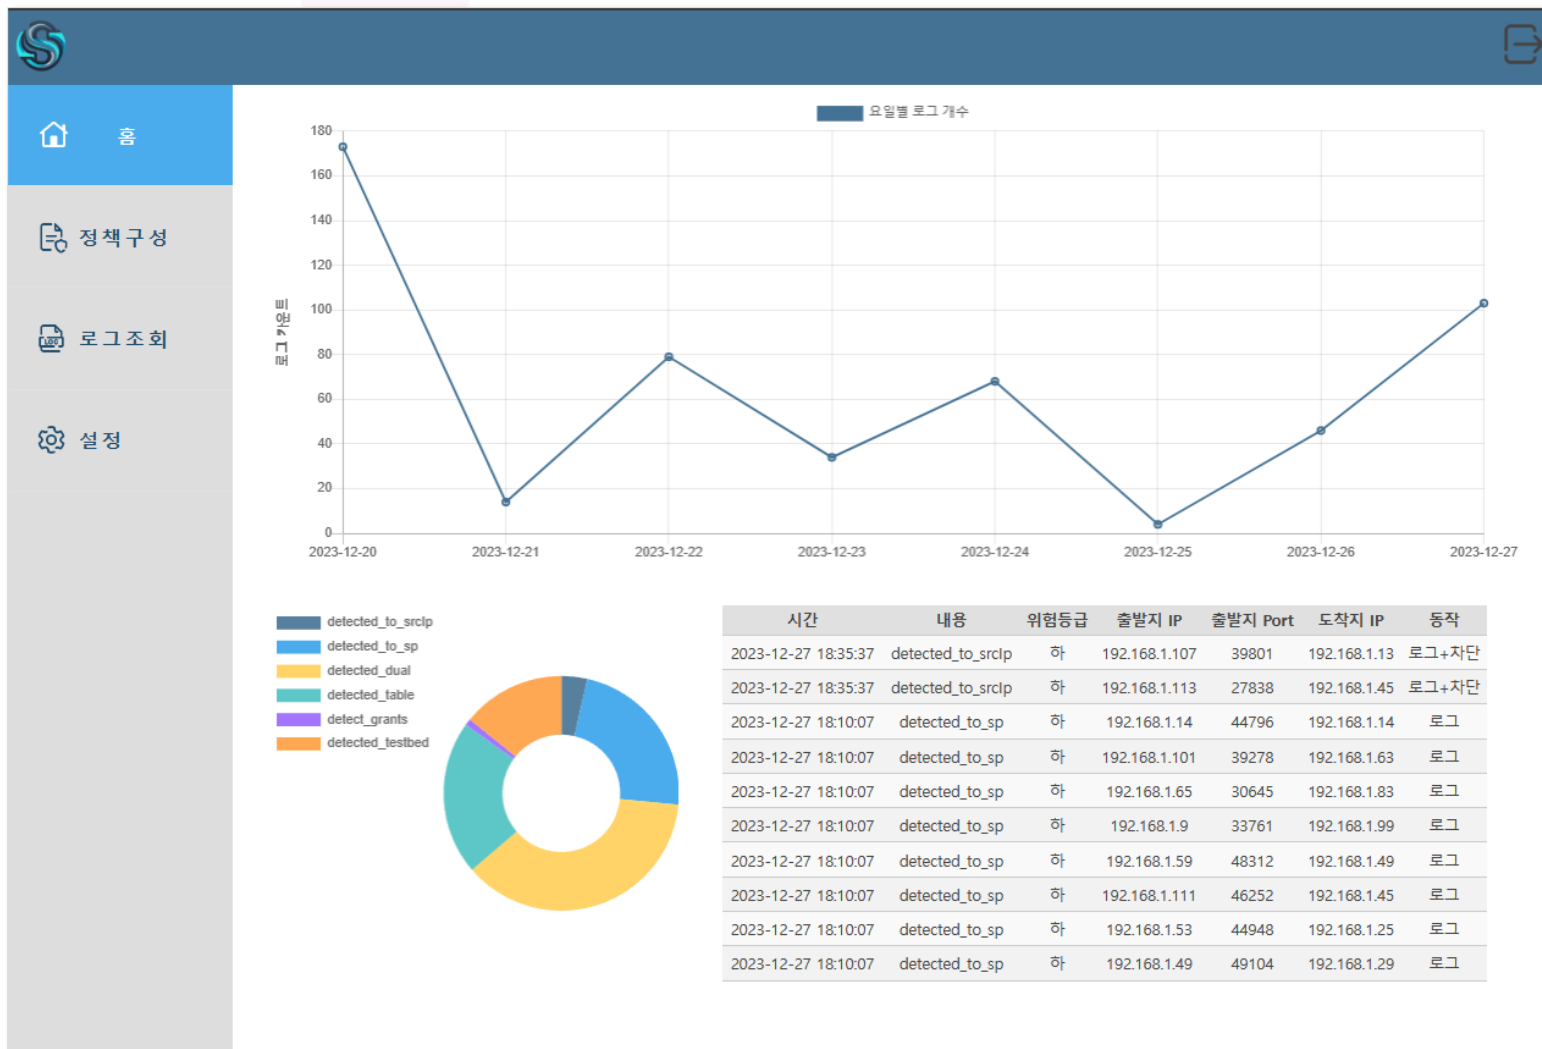 홈
정책구성
로그조회
설정
요일별 로그 개수
로그 카운트
180
160
140
120
100
80
60
40
20
0
2023-12-20 2023-12-21 2023-12-22 2023-12-23 2023-12-24 2023-12-25 2023-12-26 2023-12-27
detected_to_srcIp
detected_to_sp
detected_dual
detected_table
detect_grants
detected_testbed
시간 내용 위험등급 출발지 IP 출발지 Port 도착지 IP 동작
2023-12-27 18:35:37 detected_to_srcIp 하 192.168.1.107 39801 192.168.1.13 로그+차단
2023-12-27 18:35:37 detected_to_srcIp 하 192.168.1.113 27838 192.168.1.45 로그+차단
2023-12-27 18:10:07 detected_to_sp 하 192.168.1.14 44796 192.168.1.14 로그
2023-12-27 18:10:07 detected_to_sp 하 192.168.1.101 39278 192.168.1.63 로그
2023-12-27 18:10:07 detected_to_sp 하 192.168.1.65 30645 192.168.1.83 로그
2023-12-27 18:10:07 detected_to_sp 하 192.168.1.9 33761 192.168.1.99 로그
2023-12-27 18:10:07 detected_to_sp 하 192.168.1.59 48312 192.168.1.49 로그
2023-12-27 18:10:07 detected_to_sp 하 192.168.1.111 46252 192.168.1.45 로그
2023-12-27 18:10:07 detected_to_sp 하 192.168.1.53 44948 192.168.1.25 로그
2023-12-27 18:10:07 detected_to_sp 하 192.168.1.49 49104 192.168.1.29 로그